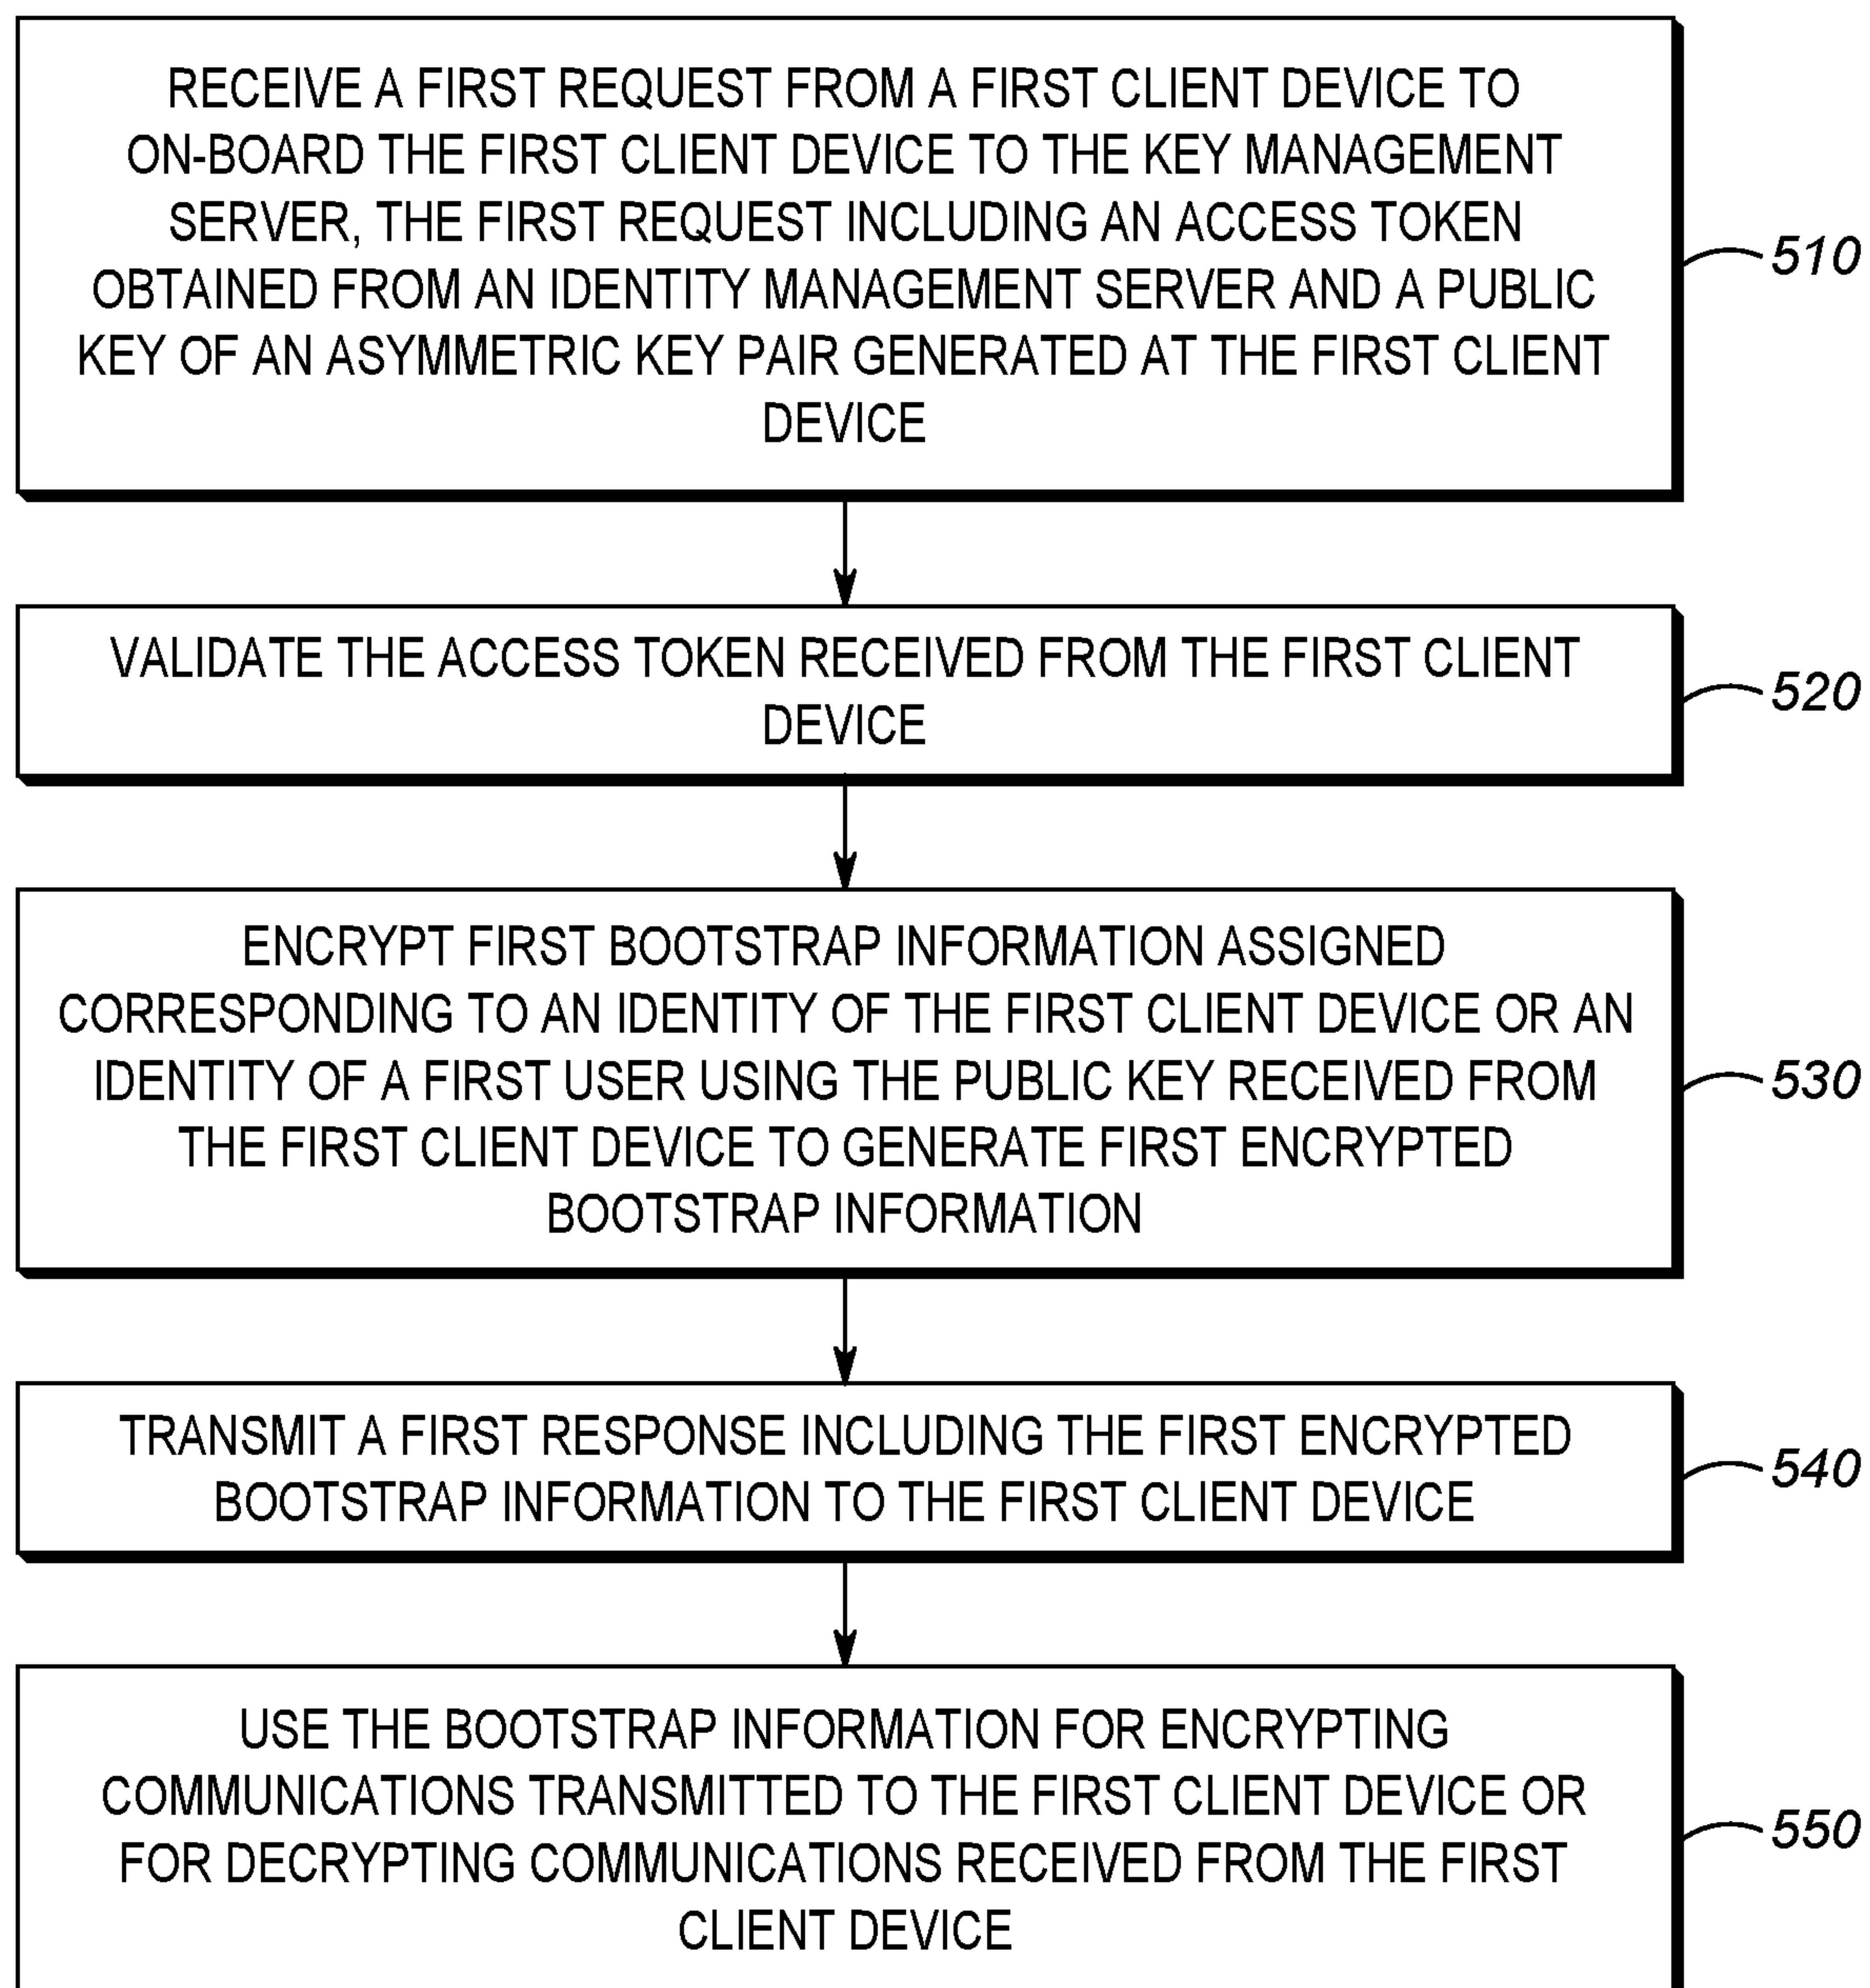 RECEIVE A FIRST REQUEST FROM A FIRST CLIENT DEVICE TO
ON-BOARD THE FIRST CLIENT DEVICE TO THE KEY MANAGEMENT
SERVER, THE FIRST REQUEST INCLUDING AN ACCESS TOKEN
OBTAINED FROM AN IDENTITY MANAGEMENT SERVER AND A PUBLIC
KEY OF AN ASYMMETRIC KEY PAIR GENERATED AT THE FIRST CLIENT
DEVICE
510
VALIDATE THE ACCESS TOKEN RECEIVED FROM THE FIRST CLIENT
DEVICE
520
ENCRYPT FIRST BOOTSTRAP INFORMATION ASSIGNED
CORRESPONDING TO AN IDENTITY OF THE FIRST CLIENT DEVICE OR AN
IDENTITY OF A FIRST USER USING THE PUBLIC KEY RECEIVED FROM
THE FIRST CLIENT DEVICE TO GENERATE FIRST ENCRYPTED
BOOTSTRAP INFORMATION
530
TRANSMIT A FIRST RESPONSE INCLUDING THE FIRST ENCRYPTED
BOOTSTRAP INFORMATION TO THE FIRST CLIENT DEVICE
540
USE THE BOOTSTRAP INFORMATION FOR ENCRYPTING
COMMUNICATIONS TRANSMITTED TO THE FIRST CLIENT DEVICE OR
FOR DECRYPTING COMMUNICATIONS RECEIVED FROM THE FIRST
CLIENT DEVICE
550